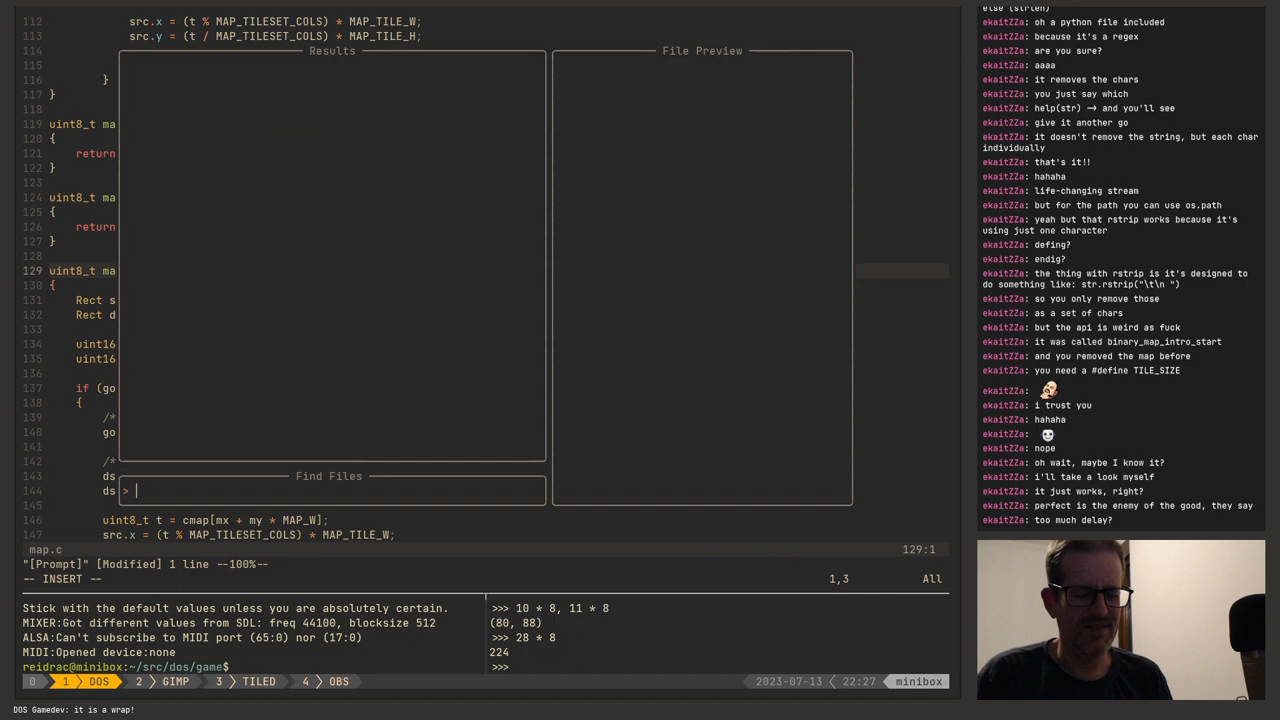 112 src.x = (t % MAP_TILESET_COLS) * MAP_TILE_W;
113 src.y = (t / MAP_TILESET_COLS) * MAP_TILE_H;
114
115
116 }
117 }
118
119 uint8_t ma
120 {
121 return
122 }
123
124 uint8_t ma
125 {
126 return
127 }
128
129 uint8_t ma
130 {
131 Rect s
132 Rect d
133
134 uint16
135 uint16
136
137 if (go
138 {
139 /*
140 go
141
142 /*
143 ds
144 ds
145
146 uint8_t t = cmap[mx + my * MAP_W];
147 src.x = (t % MAP_TILESET_COLS) * MAP_TILE_W;
Results
File Preview
Find Files
>
map.c 129:1
"[Prompt]" [Modified] 1 line --100%--
-- INSERT -- 1,3 All
Stick with the default values unless you are absolutely certain.
MIXER:Got different values from SDL: freq 44100, blocksize 512
ALSA:Can't subscribe to MIDI port (65:0) nor (17:0)
MIDI:Opened device:none
reidrac@minibox:~/src/dos/game$
>>> 10 * 8, 11 * 8
(80, 88)
>>> 28 * 8
224
>>>
0 1 DOS 2 GIMP 3 TILED 4 OBS 2023-07-13 22:27 minibox
DOS Gamedev: it is a wrap!
else (strlen)
ekaitZZa: oh a python file included
ekaitZZa: because it's a regex
ekaitZZa: are you sure?
ekaitZZa: aaaa
ekaitZZa: it removes the chars
ekaitZZa: you just say which
ekaitZZa: help(str) → and you'll see
ekaitZZa: give it another go
ekaitZZa: it doesn't remove the string, but each char
individually
ekaitZZa: that's it!!
ekaitZZa: hahaha
ekaitZZa: life-changing stream
ekaitZZa: but for the path you can use os.path
ekaitZZa: yeah but that rstrip works because it's
using just one character
ekaitZZa: defing?
ekaitZZa: endig?
ekaitZZa: the thing with rstrip is it's designed to
do something like: str.rstrip("\t\n ")
ekaitZZa: so you only remove those
ekaitZZa: as a set of chars
ekaitZZa: but the api is weird as fuck
ekaitZZa: it was called binary_map_intro_start
ekaitZZa: and you removed the map before
ekaitZZa: you need a #define TILE_SIZE
ekaitZZa:
ekaitZZa: i trust you
ekaitZZa: hahaha
ekaitZZa:
ekaitZZa: nope
ekaitZZa: oh wait, maybe I know it?
ekaitZZa: i'll take a look myself
ekaitZZa: it just works, right?
ekaitZZa: perfect is the enemy of the good, they say
ekaitZZa: too much delay?